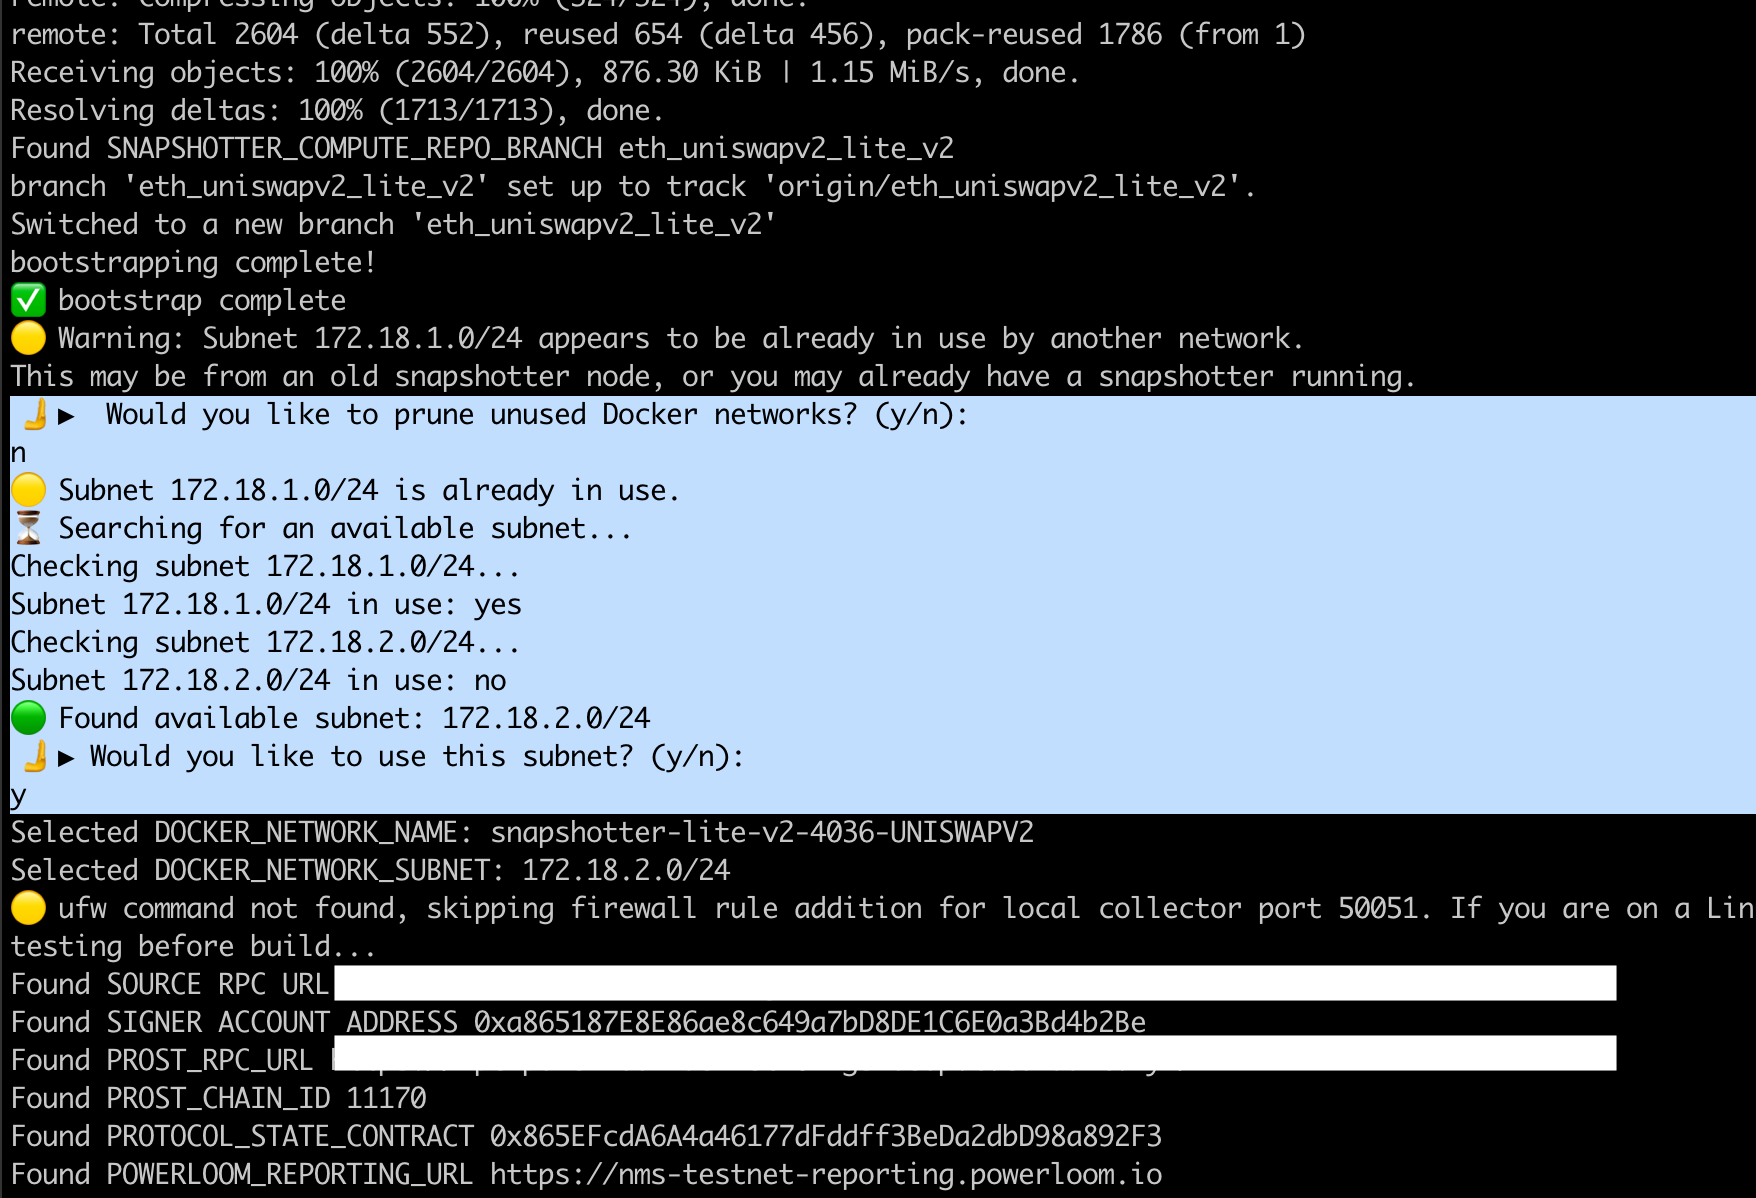 remote: Compressing objects: 100% (324/324), done.
remote: Total 2604 (delta 552), reused 654 (delta 456), pack-reused 1786 (from 1)
Receiving objects: 100% (2604/2604), 876.30 KiB | 1.15 MiB/s, done.
Resolving deltas: 100% (1713/1713), done.
Found SNAPSHOTTER_COMPUTE_REPO_BRANCH eth_uniswapv2_lite_v2
branch 'eth_uniswapv2_lite_v2' set up to track 'origin/eth_uniswapv2_lite_v2'.
Switched to a new branch 'eth_uniswapv2_lite_v2'
bootstrapping complete!
✅ bootstrap complete
🟡 Warning: Subnet 172.18.1.0/24 appears to be already in use by another network.
This may be from an old snapshotter node, or you may already have a snapshotter running.
🫸 ▶ Would you like to prune unused Docker networks? (y/n):
n
🟡 Subnet 172.18.1.0/24 is already in use.
⏳ Searching for an available subnet...
Checking subnet 172.18.1.0/24...
Subnet 172.18.1.0/24 in use: yes
Checking subnet 172.18.2.0/24...
Subnet 172.18.2.0/24 in use: no
🟢 Found available subnet: 172.18.2.0/24
🫸 ▶ Would you like to use this subnet? (y/n):
y
Selected DOCKER_NETWORK_NAME: snapshotter-lite-v2-4036-UNISWAPV2
Selected DOCKER_NETWORK_SUBNET: 172.18.2.0/24
🟡 ufw command not found, skipping firewall rule addition for local collector port 50051. If you are on a Lin
testing before build...
Found SOURCE RPC URL
Found SIGNER ACCOUNT ADDRESS 0xa865187E8E86ae8c649a7bD8DE1C6E0a3Bd4b2Be
Found PROST_RPC_URL
Found PROST_CHAIN_ID 11170
Found PROTOCOL_STATE_CONTRACT 0x865EFcdA6A4a46177dFddff3BeDa2dbD98a892F3
Found POWERLOOM_REPORTING_URL https://nms-testnet-reporting.powerloom.io